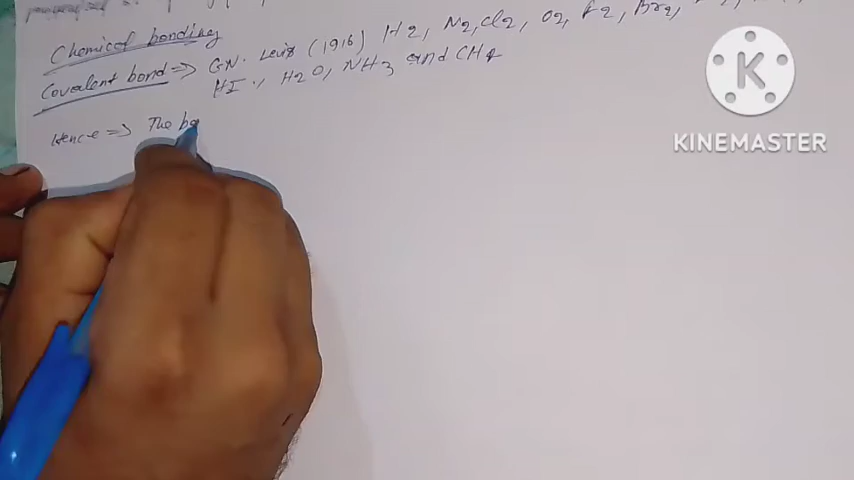 Chemical bonding
Covalent bond => G.N. Lewis (1916) H2, N2, Cl2, O2, F2, Br2,
HI., H2O, NH3 and CH4
Hence => The
K
KINEMASTER